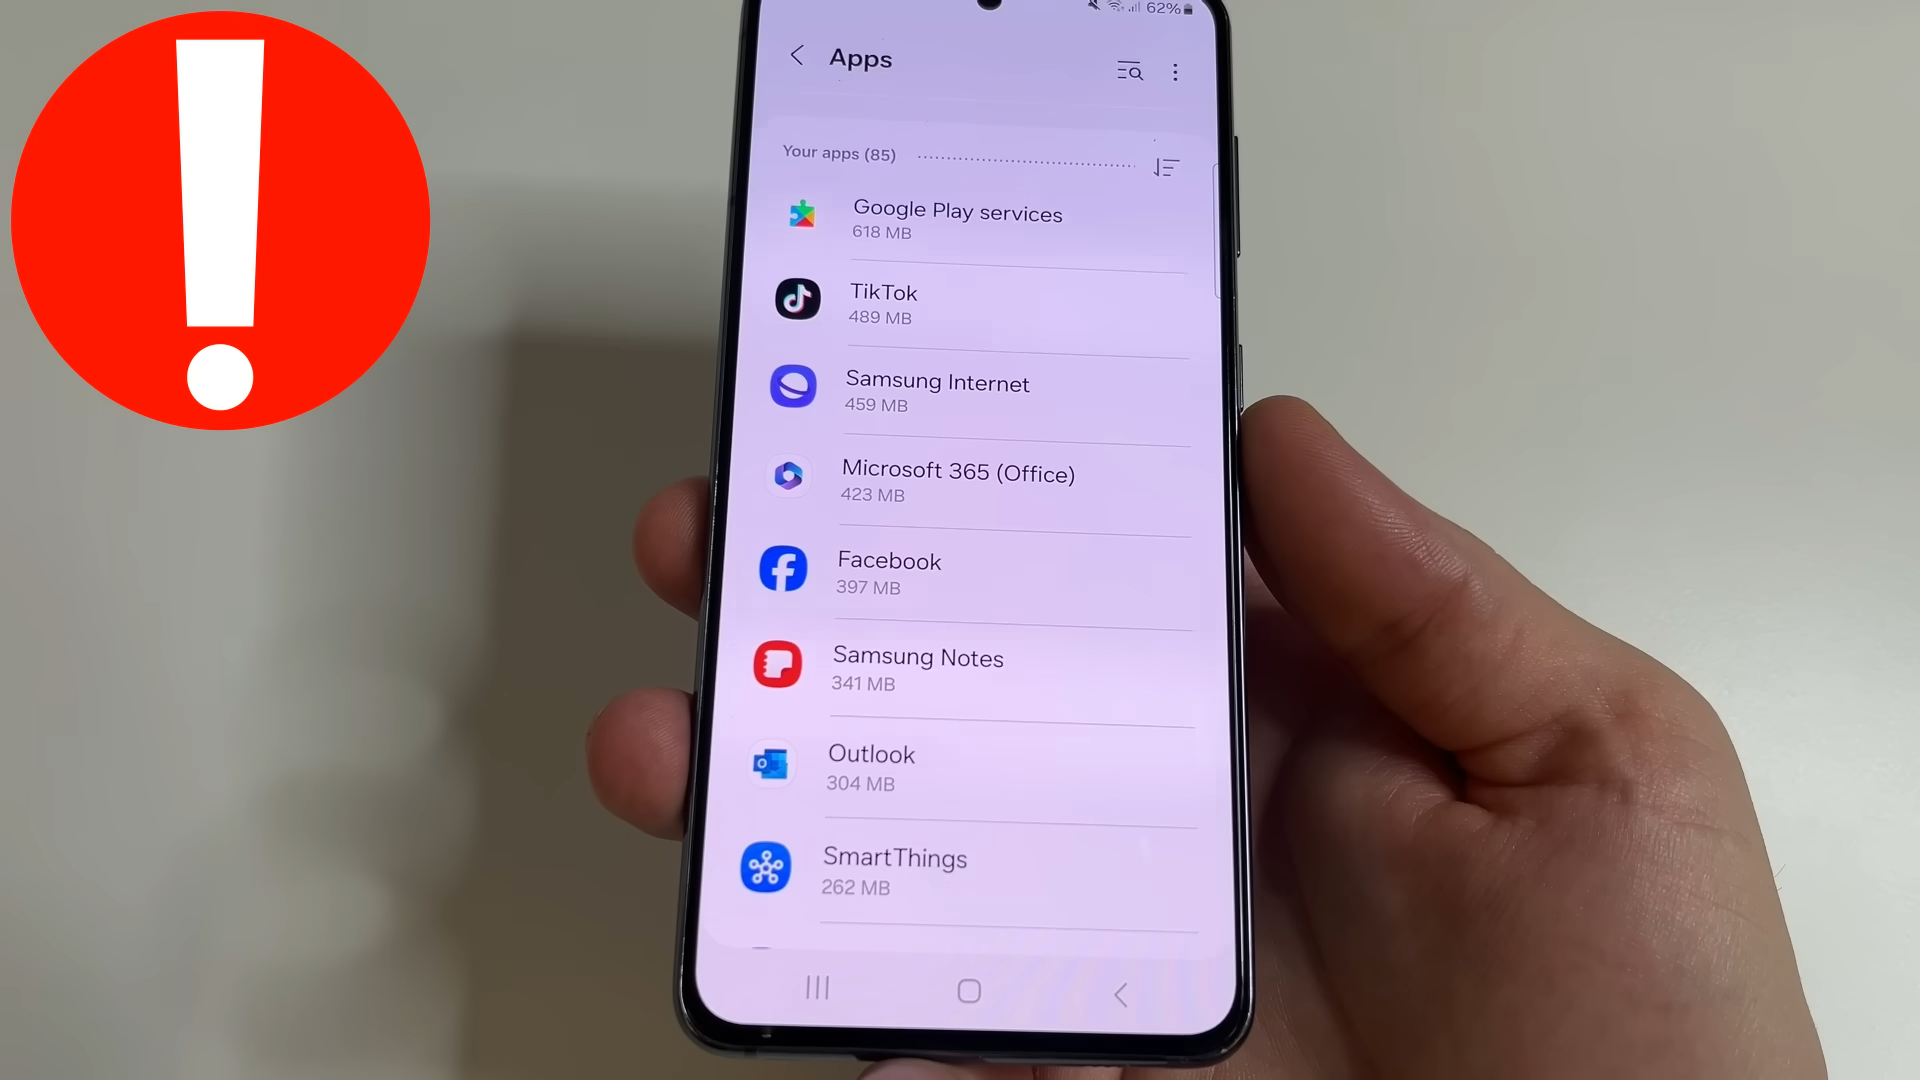 62%
Apps
Your apps (85)
Google Play services
618 MB
TikTok
489 MB
Samsung Internet
459 MB
Microsoft 365 (Office)
423 MB
Facebook
397 MB
Samsung Notes
341 MB
Outlook
304 MB
SmartThings
262 MB